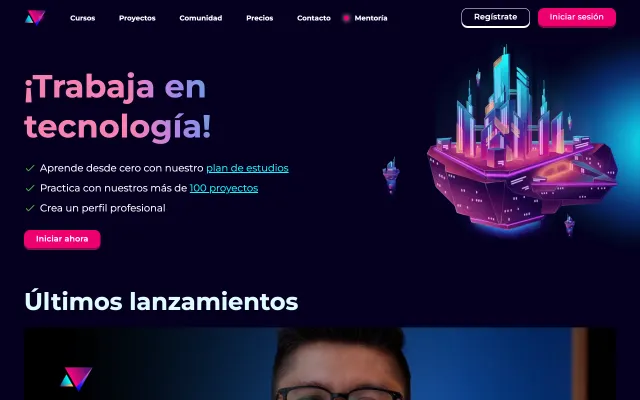 Cursos
Proyectos
Comunidad
Precios
Contacto
Mentoría
Regístrate
Iniciar sesión
¡Trabaja en
tecnología!
Aprende desde cero con nuestro plan de estudios
Practica con nuestros más de 100 proyectos
Crea un perfil profesional
Iniciar ahora
Últimos lanzamientos